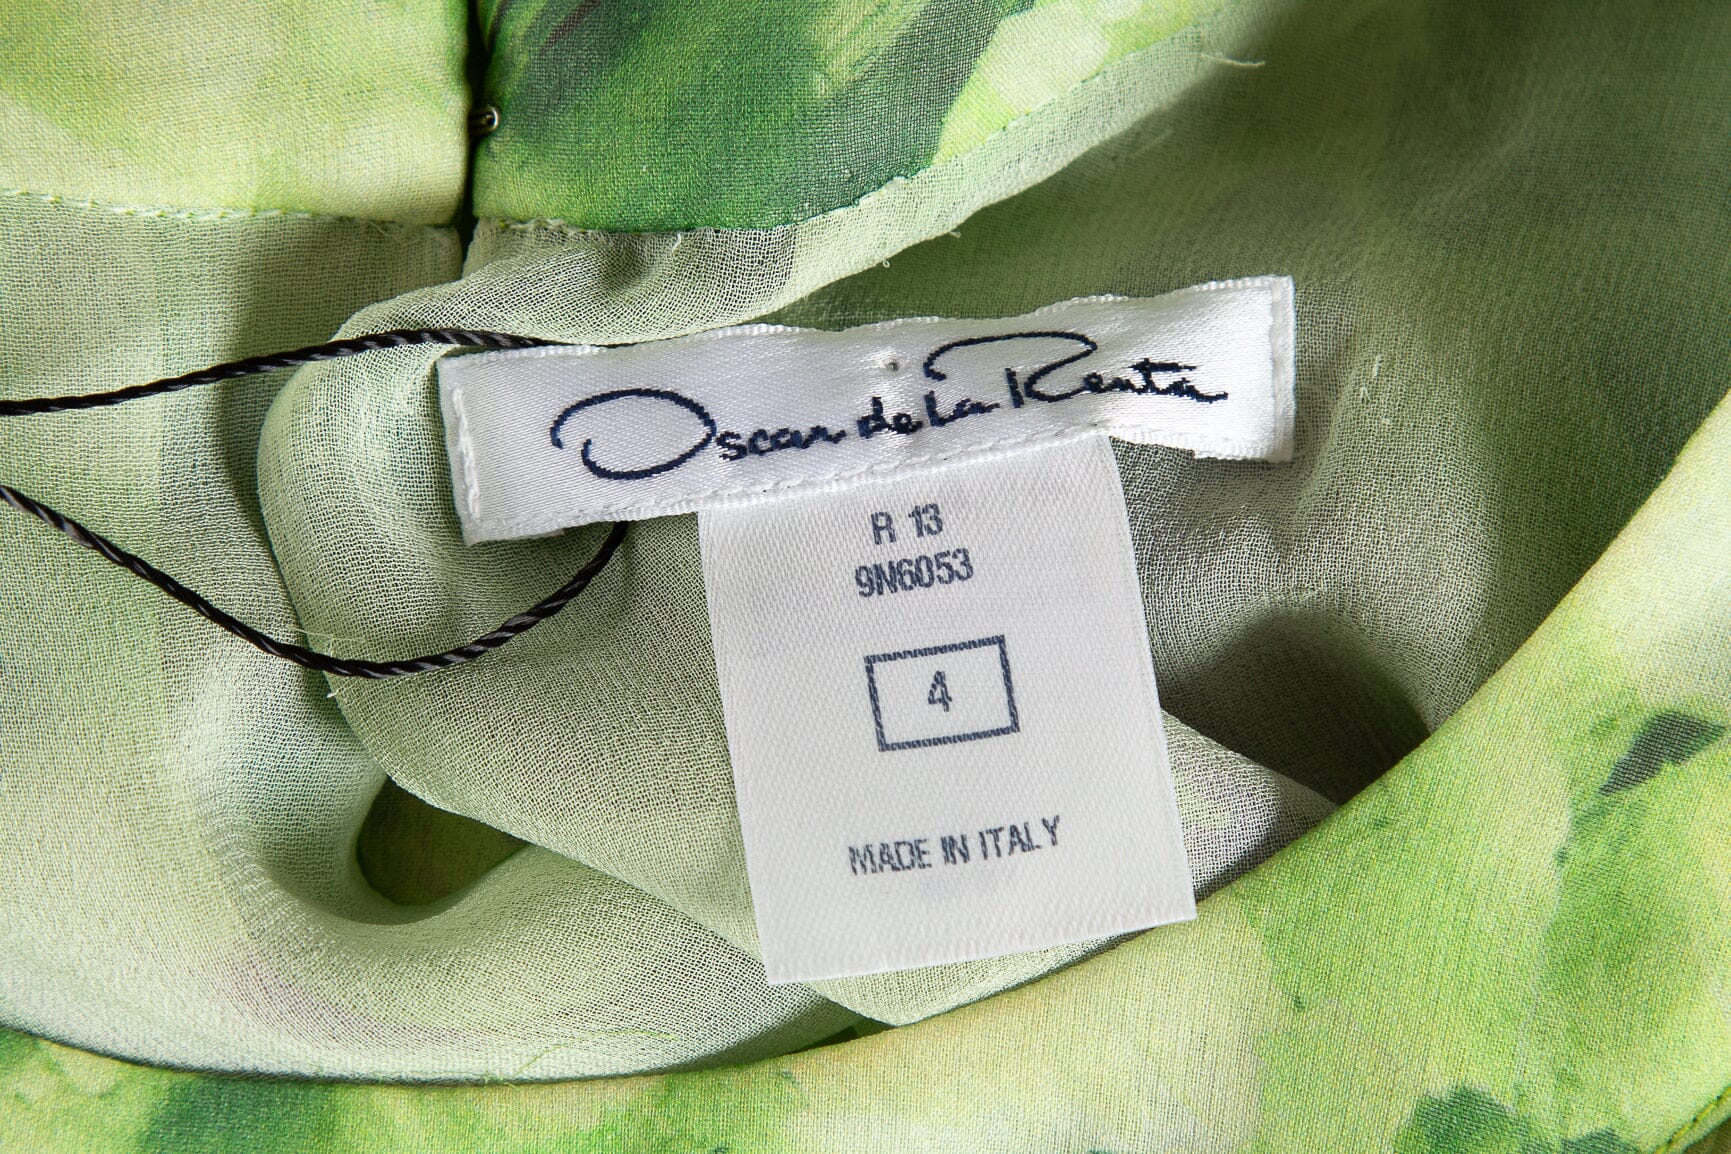 Oscar de la Renta
R 13
9N6053
4
MADE IN ITALY